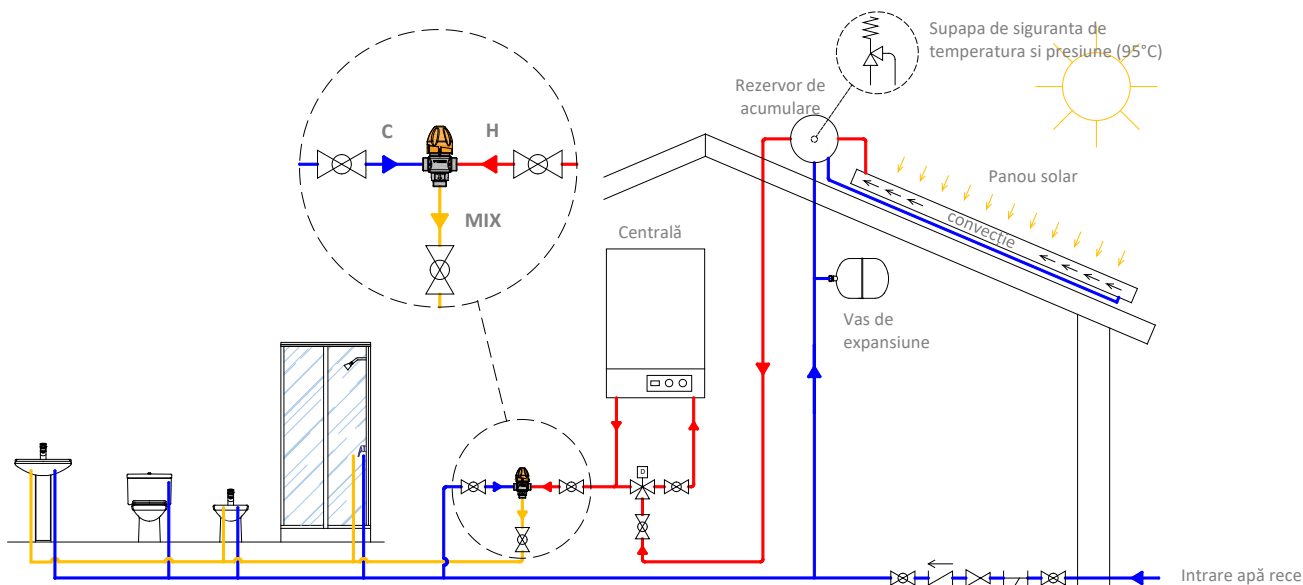 Supapa de siguranta de
temperatura si presiune (95°C)
Rezervor de
acumulare
C
H
MIX
Panou solar
convecție
Centrală
Vas de
expansiune
Intrare apă rece